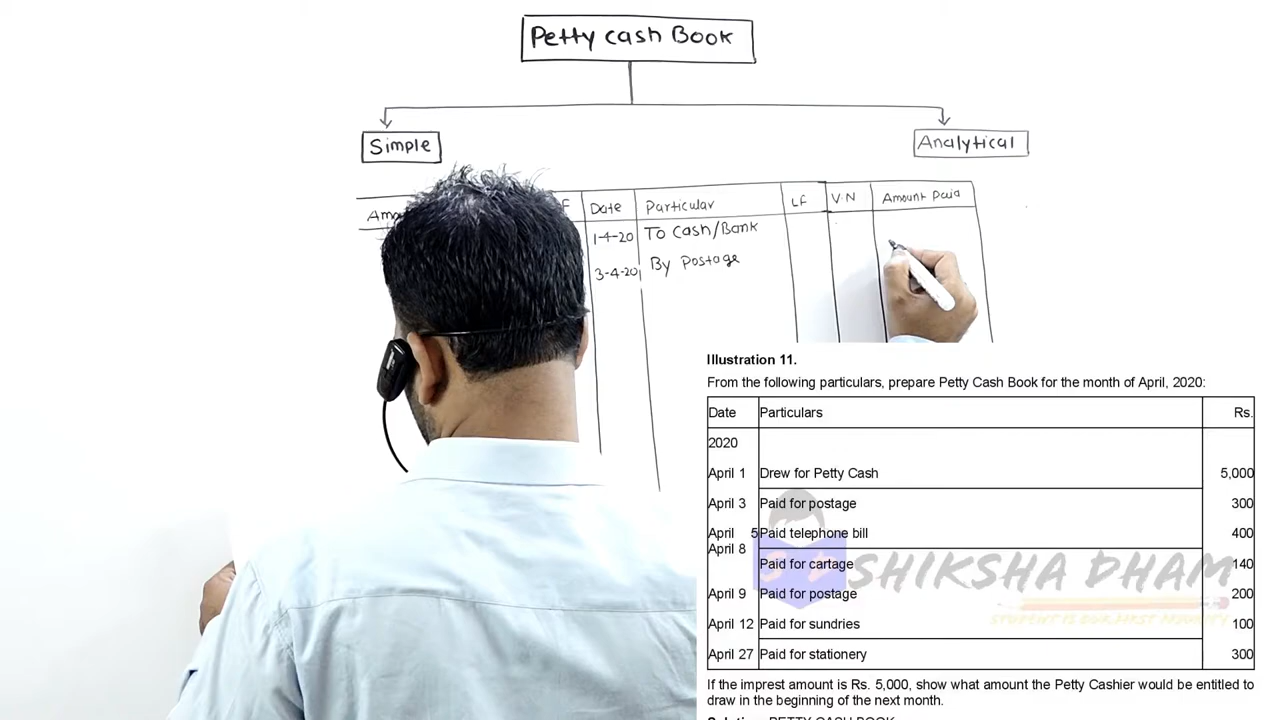 Petty Cash Book
Simple
Analytical
Date Particular LF V.N Amount Paid
1-4-20 To Cash/Bank
3-4-20 By Postage
Illustration 11.
From the following particulars, prepare Petty Cash Book for the month of April, 2020:
Date Particulars Rs.
2020
April 1 Drew for Petty Cash 5,000
April 3 Paid for postage 300
April 5 Paid telephone bill 400
April 8 Paid for cartage 140
April 9 Paid for postage 200
April 12 Paid for sundries 100
April 27 Paid for stationery 300
SHIKSHA DHAM
If the imprest amount is Rs. 5,000, show what amount the Petty Cashier would be entitled to
draw in the beginning of the next month.